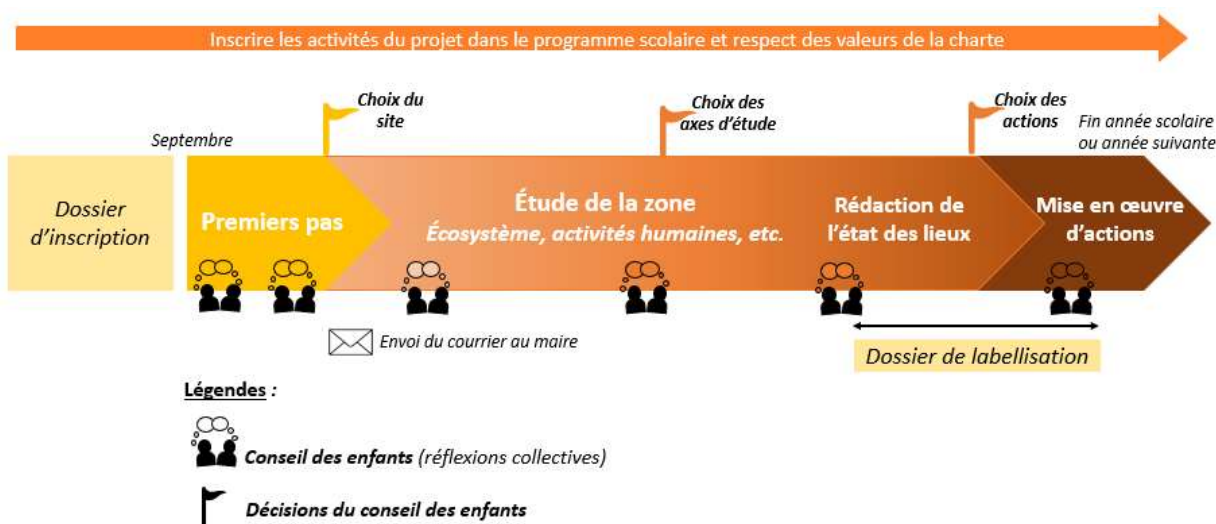 Inscrire les activités du projet dans le programme scolaire et respect des valeurs de la charte
Choix du
site
Choix des
axes d'étude
Choix des
actions
Septembre
Fin année scolaire
ou année suivante
Dossier
d'inscription
Premiers pas
Étude de la zone
Écosystème, activités humaines, etc.
Rédaction de
l'état des lieux
Mise en œuvre
d'actions
Envoi du courrier au maire
Dossier de labellisation
Légendes :
Conseil des enfants (réflexions collectives)
Décisions du conseil des enfants